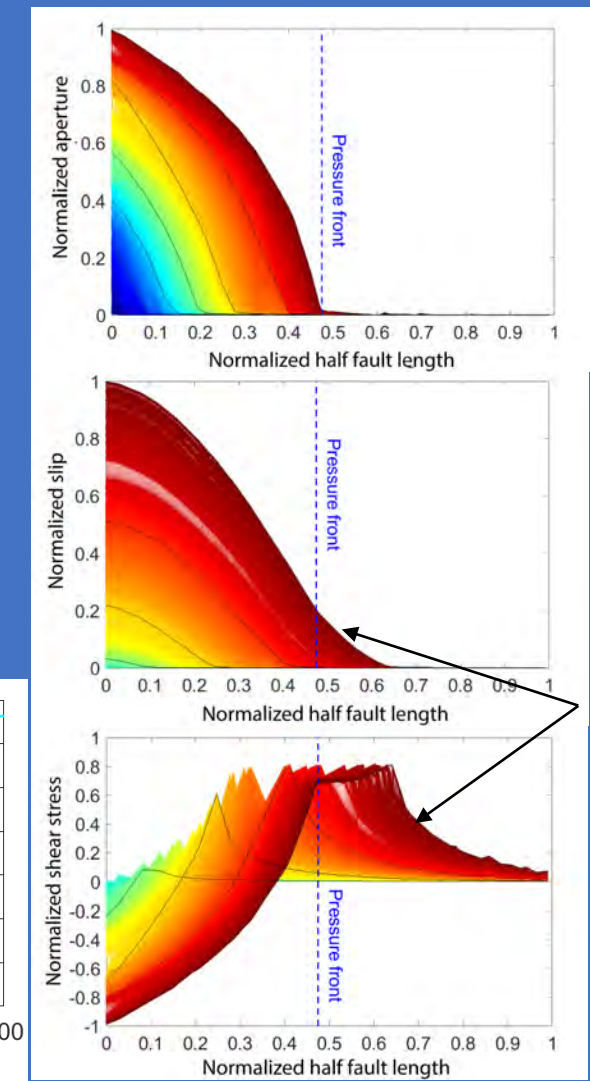 1
0.8
0.6
0.4
0.2
0
Normalized aperture
Pressure front
0 0.1 0.2 0.3 0.4 0.5 0.6 0.7 0.8 0.9 1
Normalized half fault length
1
0.8
0.6
0.4
0.2
0
Normalized slip
Pressure front
0 0.1 0.2 0.3 0.4 0.5 0.6 0.7 0.8 0.9 1
Normalized half fault length
1
0.8
0.6
0.4
0.2
0
-0.2
-0.4
-0.6
-0.8
-1
Normalized shear stress
Pressure front
0 0.1 0.2 0.3 0.4 0.5 0.6 0.7 0.8 0.9 1
Normalized half fault length
00